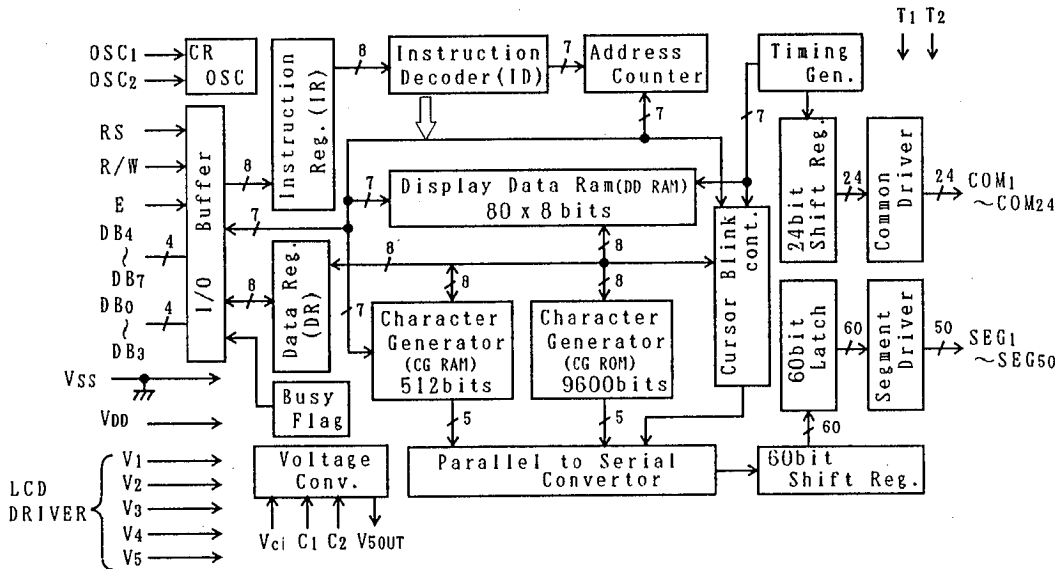 OSC1
OSC2
CR
OSC
Instruction
Reg.(IR)
8
Instruction
Decoder(ID)
7
Address
Counter
Timing
Gen.
T1 T2
RS
R/W
E
DB4
~
DB7
4
DB0
~
DB3
4
I/O Buffer
8
7
8
7
7
Display Data Ram(DD RAM)
80 x 8 bits
7
24bit
Shift Reg.
24
Common
Driver
24
COM1
~COM24
Data Reg.
(DR)
8
8
8
8
7
Character
Generator
(CG RAM)
512bits
Character
Generator
(CG ROM)
9600bits
Cursor Blink
cont.
60bit
Latch
60
Segment
Driver
50
SEG1
~SEG50
VSS
Busy
Flag
VDD
5
5
60
Voltage
Conv.
Parallel to Serial
Convertor
60bit
Shift Reg.
LCD
DRIVER
V1
V2
V3
V4
V5
Vci C1 C2 V5OUT